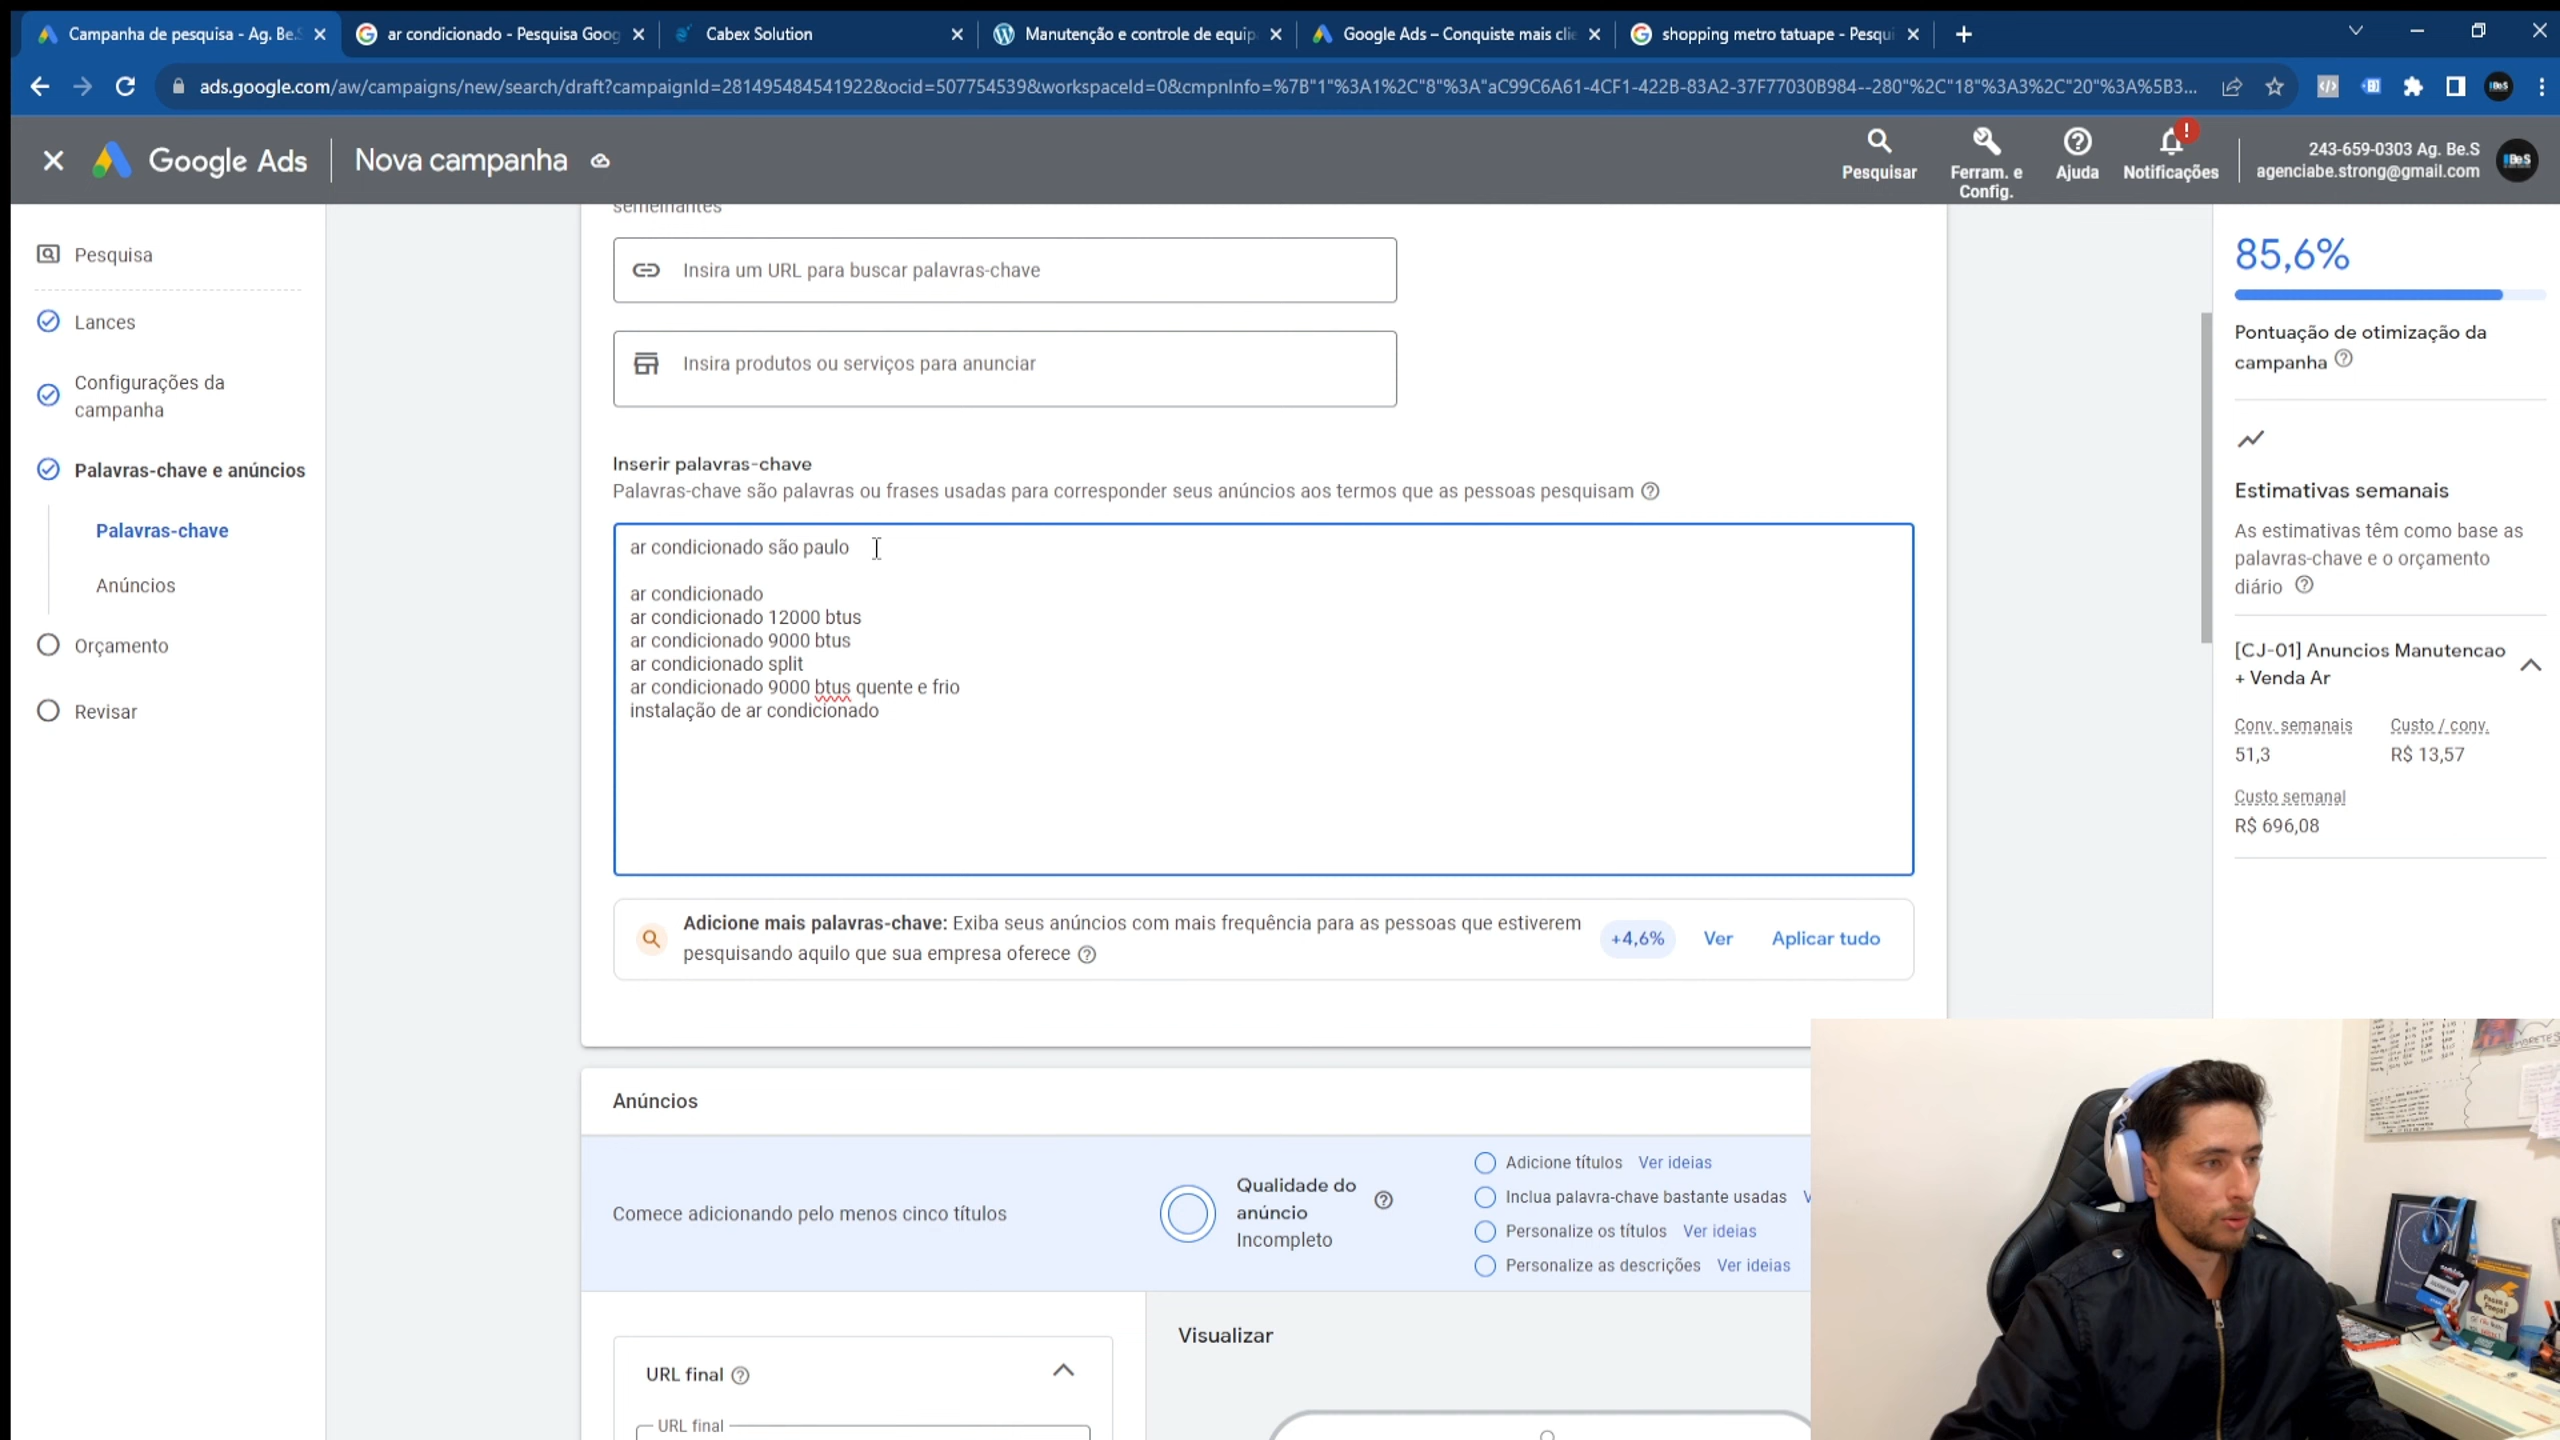 Campanha de pesquisa - Ag. Be.S
ar condicionado - Pesquisa Goog
Cabex Solution
Manutenção e controle de equip
Google Ads – Conquiste mais clie
shopping metro tatuape - Pesqui
ads.google.com/aw/campaigns/new/search/draft?campaignId=281495484541922&ocid=507754539&workspaceId=0&cmpnInfo=%7B"1"%3A1%2C"8"%3A"aC99C6A61-4CF1-422B-83A2-37F77030B984--280"%2C"18"%3A3%2C"20"%3A%5B3...
Google Ads
Nova campanha
Pesquisar
Ferram. e
Config.
Ajuda
Notificações
243-659-0303 Ag. Be.S
agenciabe.strong@gmail.com
Be.S
Pesquisa
Lances
Configurações da
campanha
Palavras-chave e anúncios
Palavras-chave
Anúncios
Orçamento
Revisar
semelhantes
Insira um URL para buscar palavras-chave
Insira produtos ou serviços para anunciar
Inserir palavras-chave
Palavras-chave são palavras ou frases usadas para corresponder seus anúncios aos termos que as pessoas pesquisam
ar condicionado são paulo
ar condicionado
ar condicionado 12000 btus
ar condicionado 9000 btus
ar condicionado split
ar condicionado 9000 btus quente e frio
instalação de ar condicionado
Adicione mais palavras-chave: Exiba seus anúncios com mais frequência para as pessoas que estiverem
pesquisando aquilo que sua empresa oferece
+4,6%
Ver
Aplicar tudo
Anúncios
Comece adicionando pelo menos cinco títulos
Qualidade do
anúncio
Incompleto
Adicione títulos Ver ideias
Inclua palavra-chave bastante usadas V
Personalize os títulos Ver ideias
Personalize as descrições Ver ideias
URL final
URL final
Visualizar
85,6%
Pontuação de otimização da
campanha
Estimativas semanais
As estimativas têm como base as
palavras-chave e o orçamento
diário
[CJ-01] Anuncios Manutencao
+ Venda Ar
Conv. semanais
Custo / conv.
51,3
R$ 13,57
Custo semanal
R$ 696,08